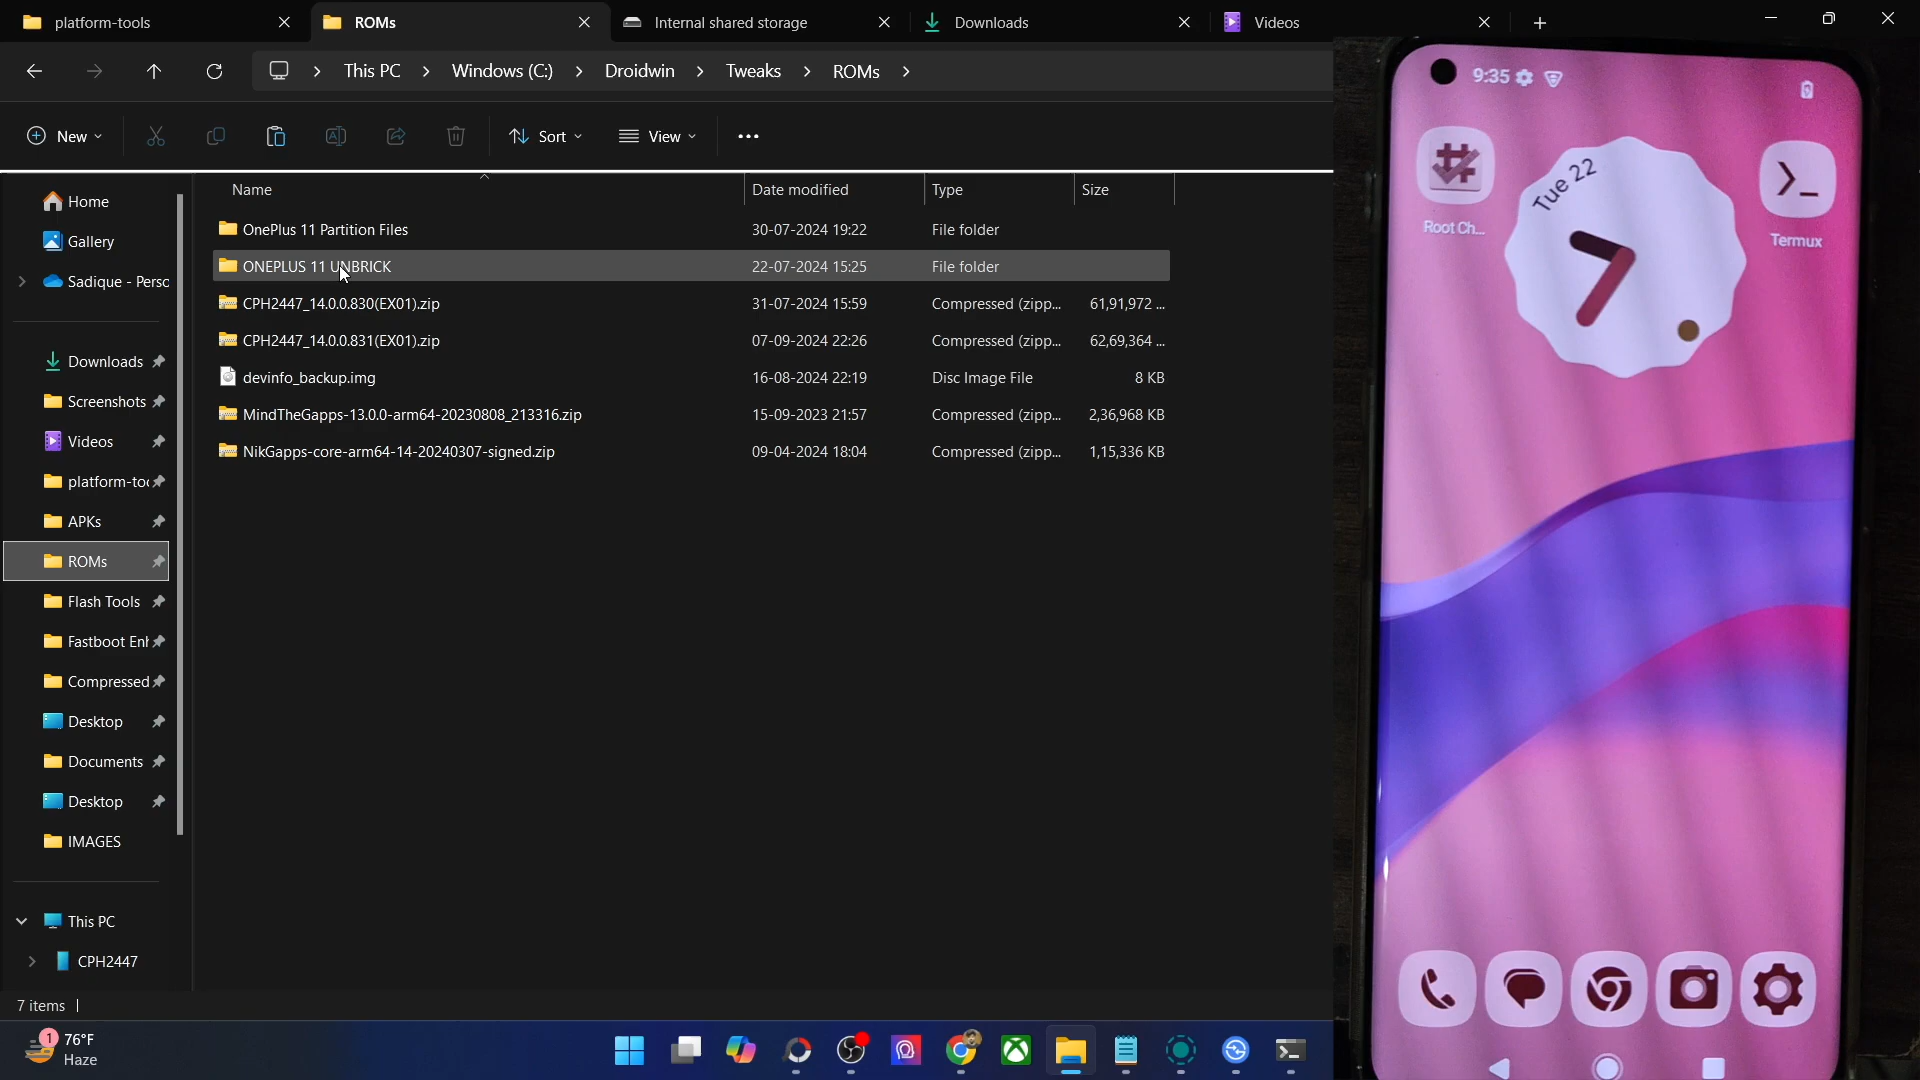 platform-tools
ROMs
Internal shared storage
Downloads
Videos
This PC > Windows (C:) > Droidwin > Tweaks > ROMs >
New
Sort
View
Name
Date modified
Type
Size
OnePlus 11 Partition Files 30-07-2024 19:22 File folder
ONEPLUS 11 UNBRICK 22-07-2024 15:25 File folder
CPH2447_14.0.0.830(EX01).zip 31-07-2024 15:59 Compressed (zipp... 61,91,972 ...
CPH2447_14.0.0.831(EX01).zip 07-09-2024 22:26 Compressed (zipp... 62,69,364 ...
devinfo_backup.img 16-08-2024 22:19 Disc Image File 8 KB
MindTheGapps-13.0.0-arm64-20230808_213316.zip 15-09-2023 21:57 Compressed (zipp... 2,36,968 KB
NikGapps-core-arm64-14-20240307-signed.zip 09-04-2024 18:04 Compressed (zipp... 1,15,336 KB
Home
Gallery
Sadique - Perso
Downloads
Screenshots
Videos
platform-too
APKs
ROMs
Flash Tools
Fastboot Enh
Compressed
Desktop
Documents
Desktop
IMAGES
This PC
CPH2447
7 items
1
76°F
Haze
9:35
Root Ch...
Tue 22
Termux